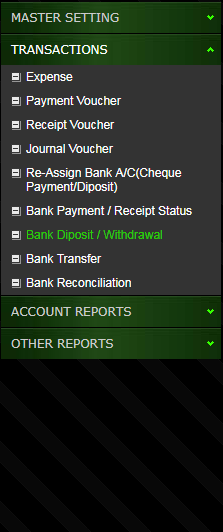 MASTER SETTING
TRANSACTIONS
Expense
Payment Voucher
Receipt Voucher
Journal Voucher
Re-Assign Bank A/C(Cheque
Payment/Diposit)
Bank Payment / Receipt Status
Bank Diposit / Withdrawal
Bank Transfer
Bank Reconciliation
ACCOUNT REPORTS
OTHER REPORTS